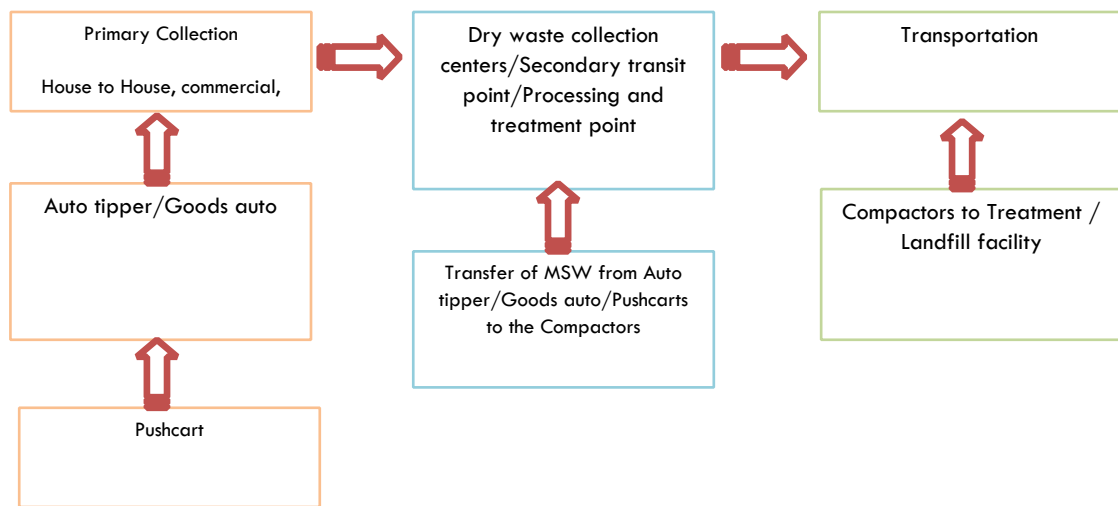 Primary Collection
House to House, commercial,
Auto tipper/Goods auto
Pushcart
Dry waste collection
centers/Secondary transit
point/Processing and
treatment point
Transfer of MSW from Auto
tipper/Goods auto/Pushcarts
to the Compactors
Transportation
Compactors to Treatment /
Landfill facility